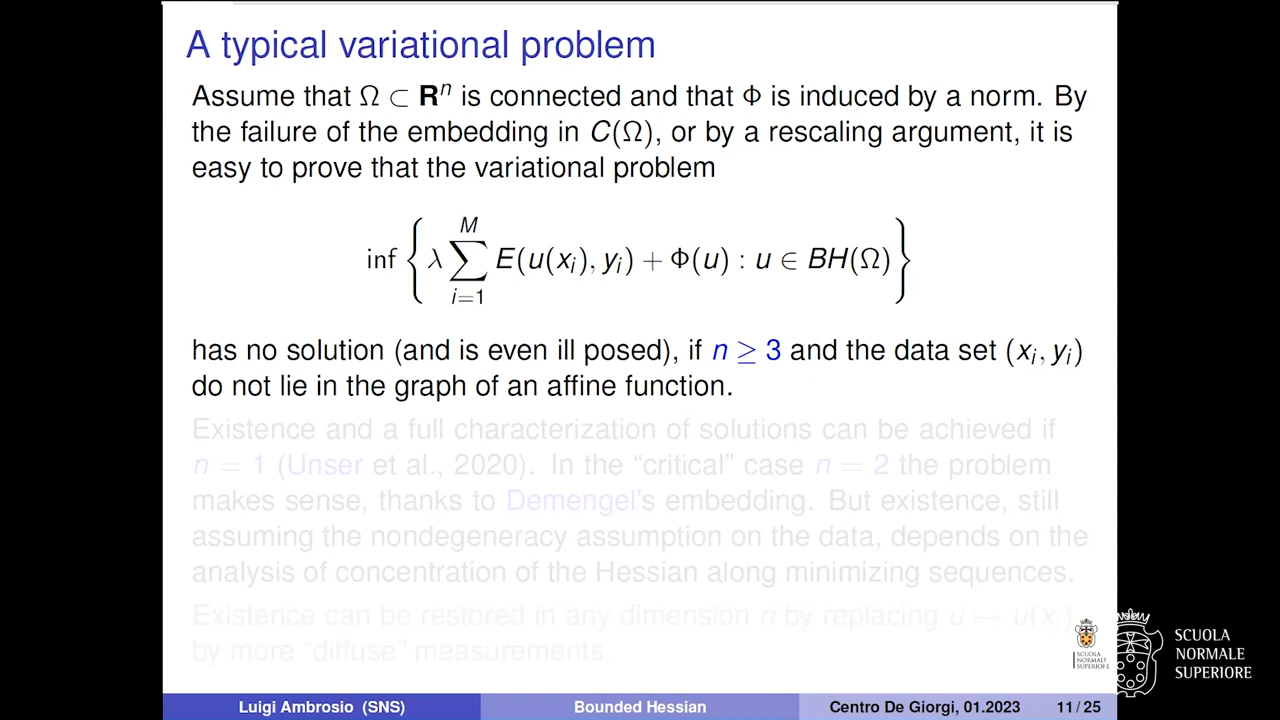 A typical variational problem
Assume that Ω ⊂ Rⁿ is connected and that Φ is induced by a norm. By
the failure of the embedding in C(Ω), or by a rescaling argument, it is
easy to prove that the variational problem
inf { λ ∑_{i=1}^{M} E(u(x_i), y_i) + Φ(u) : u ∈ BH(Ω) }
has no solution (and is even ill posed), if n ≥ 3 and the data set (x_i, y_i)
do not lie in the graph of an affine function.
Existence and a full characterization of solutions can be achieved if
n = 1 (Unser et al., 2020). In the “critical” case n = 2 the problem
makes sense, thanks to Demengel’s embedding. But existence, still
assuming the nondegeneracy assumption on the data, depends on the
analysis of concentration of the Hessian along minimizing sequences.
Existence can be restored in any dimension n by replacing u ↦ u(x_i)
by more “diffuse” measurements.
SCUOLA
NORMALE
SUPERIORE
SCUOLA
NORMALE
SUPERIORE
Luigi Ambrosio (SNS)
Bounded Hessian
Centro De Giorgi, 01.2023
11 / 25